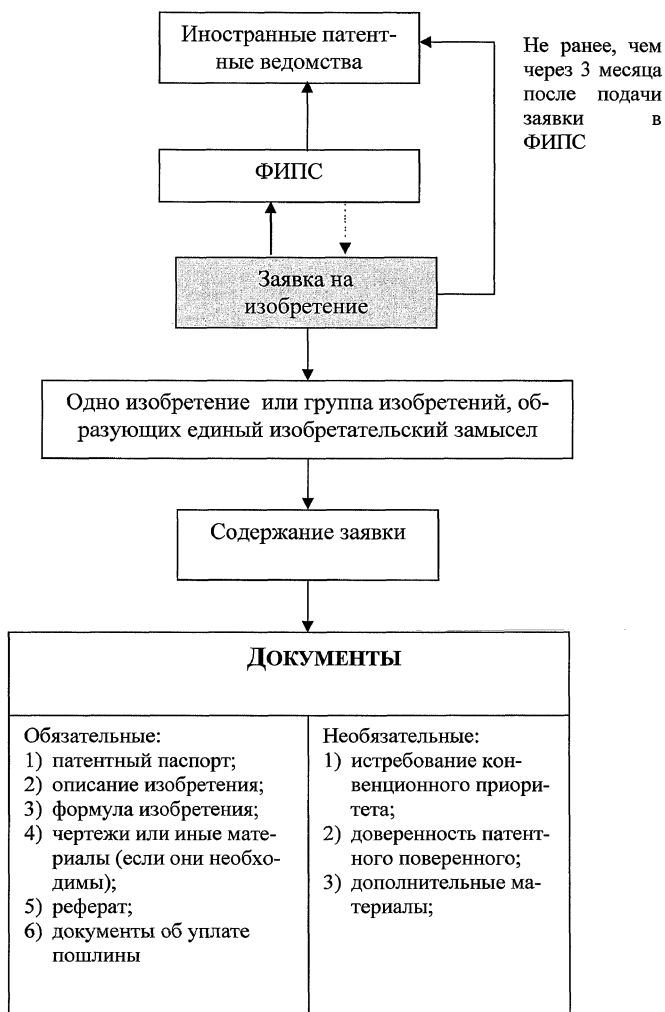 Иностранные патент-
ные ведомства
Не ранее, чем
через 3 месяца
после подачи
заявки в
ФИПС
ФИПС
Заявка на
изобретение
Одно изобретение или группа изобретений, об-
разующих единый изобретательский замысел
Содержание заявки
ДОКУМЕНТЫ
Обязательные:
1) патентный паспорт;
2) описание изобретения;
3) формула изобретения;
4) чертежи или иные мате-
риалы (если они необхо-
димы);
5) реферат;
6) документы об уплате
пошлины
Необязательные:
1) истребование кон-
венционного приори-
тета;
2) доверенность патент-
ного поверенного;
3) дополнительные ма-
териалы;